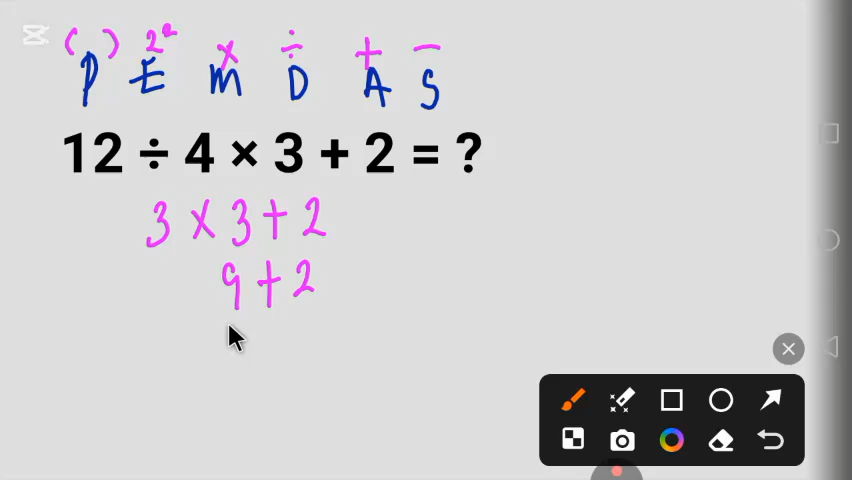 ( ) 2² × ÷ + −
P E M D A S
12 ÷ 4 × 3 + 2 = ?
3 × 3 + 2
9 + 2